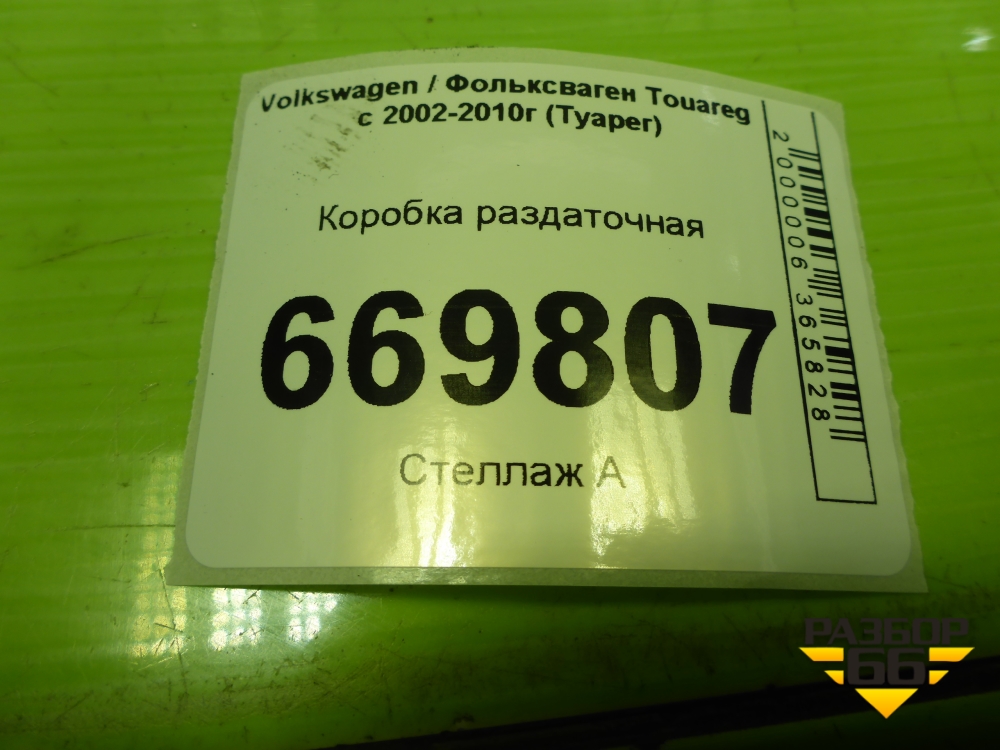 Volkswagen / Фольксваген Touareg
с 2002-2010г (Туарег)
Коробка раздаточная
669807
Стеллаж А
2000006365828
РАЗБОР
66